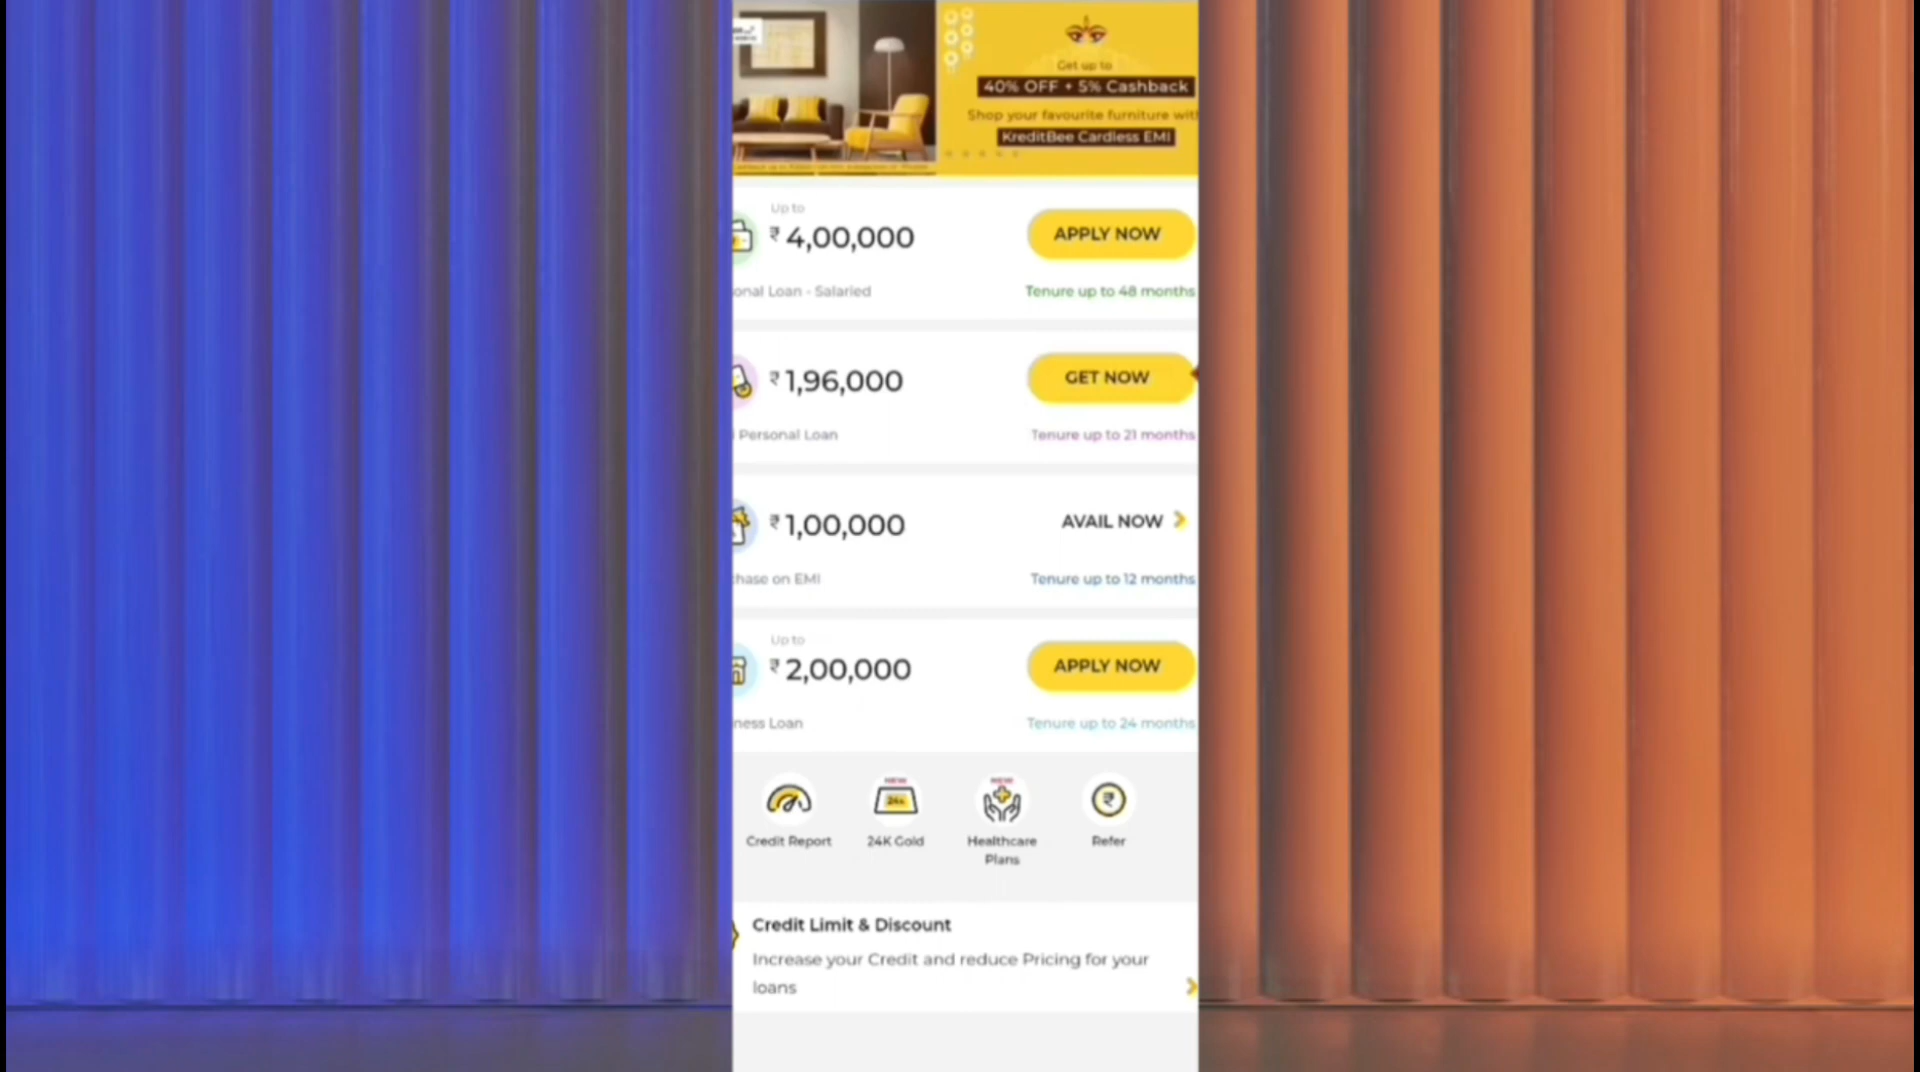 Get up to
40% OFF + 5% Cashback
Shop your favourite furniture with
KreditBee Cardless EMI
Up to
₹ 4,00,000
APPLY NOW
onal Loan - Salaried
Tenure up to 48 months
₹ 1,96,000
GET NOW
Personal Loan
Tenure up to 21 months
₹ 1,00,000
AVAIL NOW
hase on EMI
Tenure up to 12 months
Up to
₹ 2,00,000
APPLY NOW
ness Loan
Tenure up to 24 months
NEW
24K
NEW
Credit Report
24K Gold
Healthcare
Plans
Refer
Credit Limit & Discount
Increase your Credit and reduce Pricing for your
loans